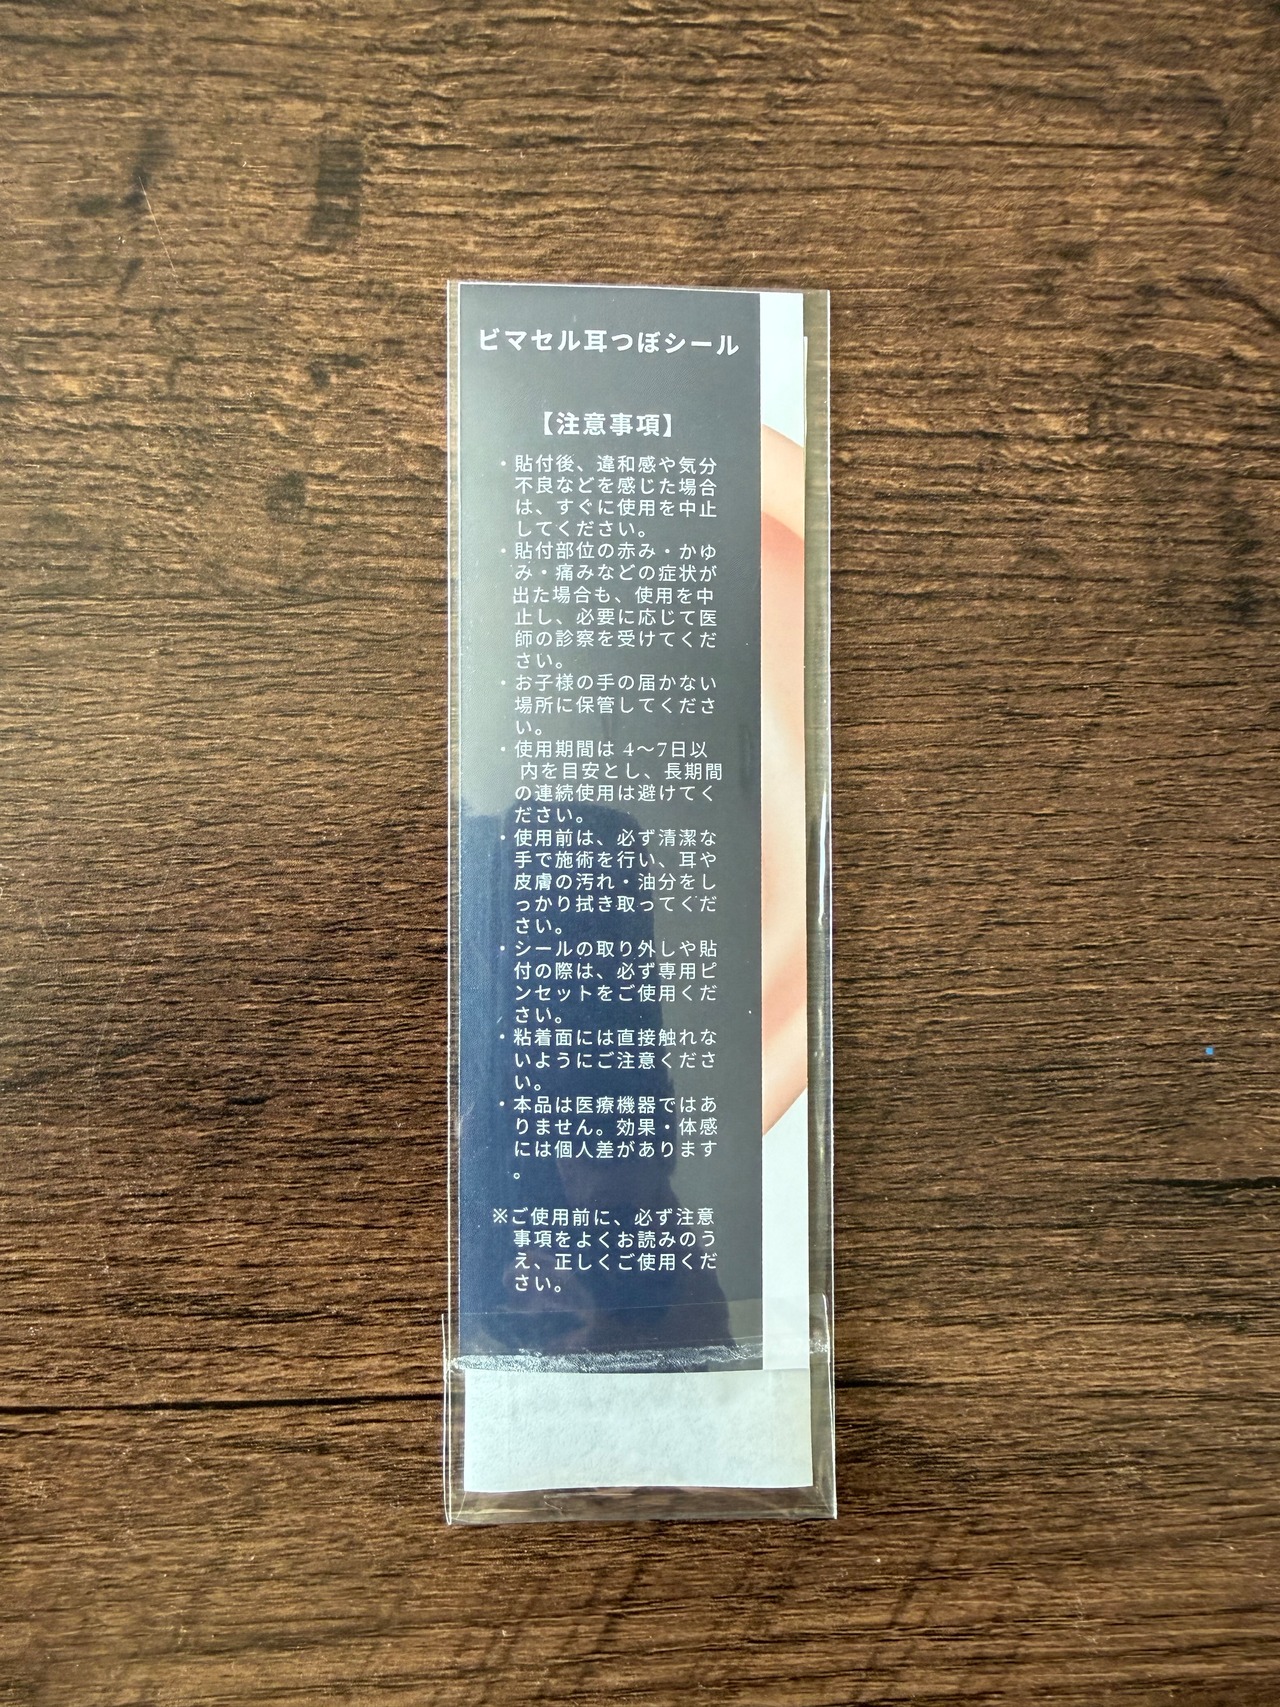 ビマセル耳つぼシール
【注意事項】
・貼付後、違和感や気分
不良などを感じた場合
は、すぐに使用を中止
してください。
・貼付部位の赤み・かゆ
み・痛みなどの症状が
出た場合も、使用を中
止し、必要に応じて医
師の診察を受けてくだ
さい。
・お子様の手の届かない
場所に保管してくださ
い。
・使用期間は 4〜7日以
内を目安とし、長期間
の連続使用は避けてく
ださい。
・使用前は、必ず清潔な
手で施術を行い、耳や
皮膚の汚れ・油分をし
っかり拭き取ってくだ
さい。
・シールの取り外しや貼
付の際は、必ず専用ピ
ンセットをご使用くだ
さい。
・粘着面には直接触れな
いようにご注意くださ
い。
・本品は医療機器ではあ
りません。効果・体感
には個人差があります
。
※ご使用前に、必ず注意
事項をよくお読みのう
え、正しくご使用くだ
さい。